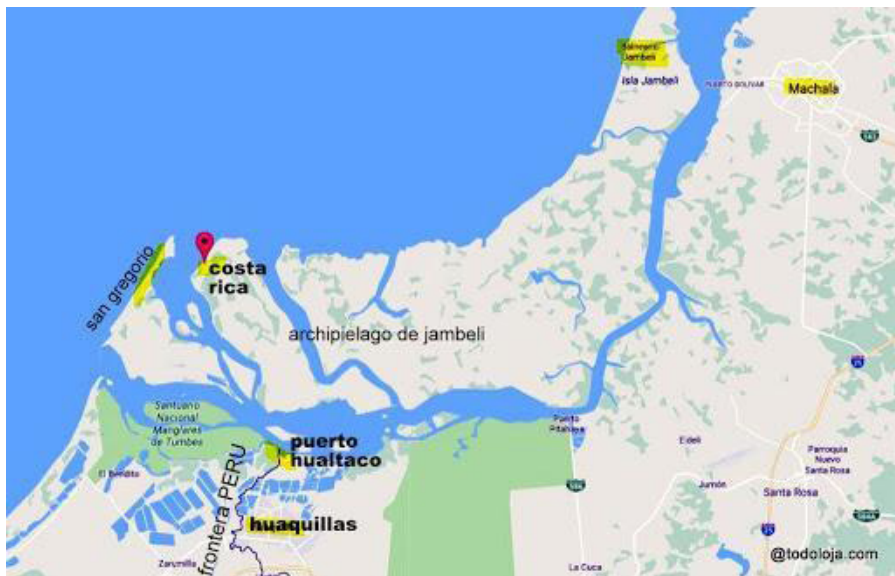 Balneario
Jambelí
Isla Jambelí
PUERTO BOLIVAR
Machala
san gregorio
costa
rica
archipielago de jambeli
Santuario
Nacional
Manglares
de Tumbes
puerto
hualtaco
Puerto
Pitahaya
El Bendito
frontera PERU
huaquillas
Zarumilla
Jumón
Parroquia
Nuevo
Santa Rosa
Santa Rosa
25
25
La Cuca
@todoloja.com